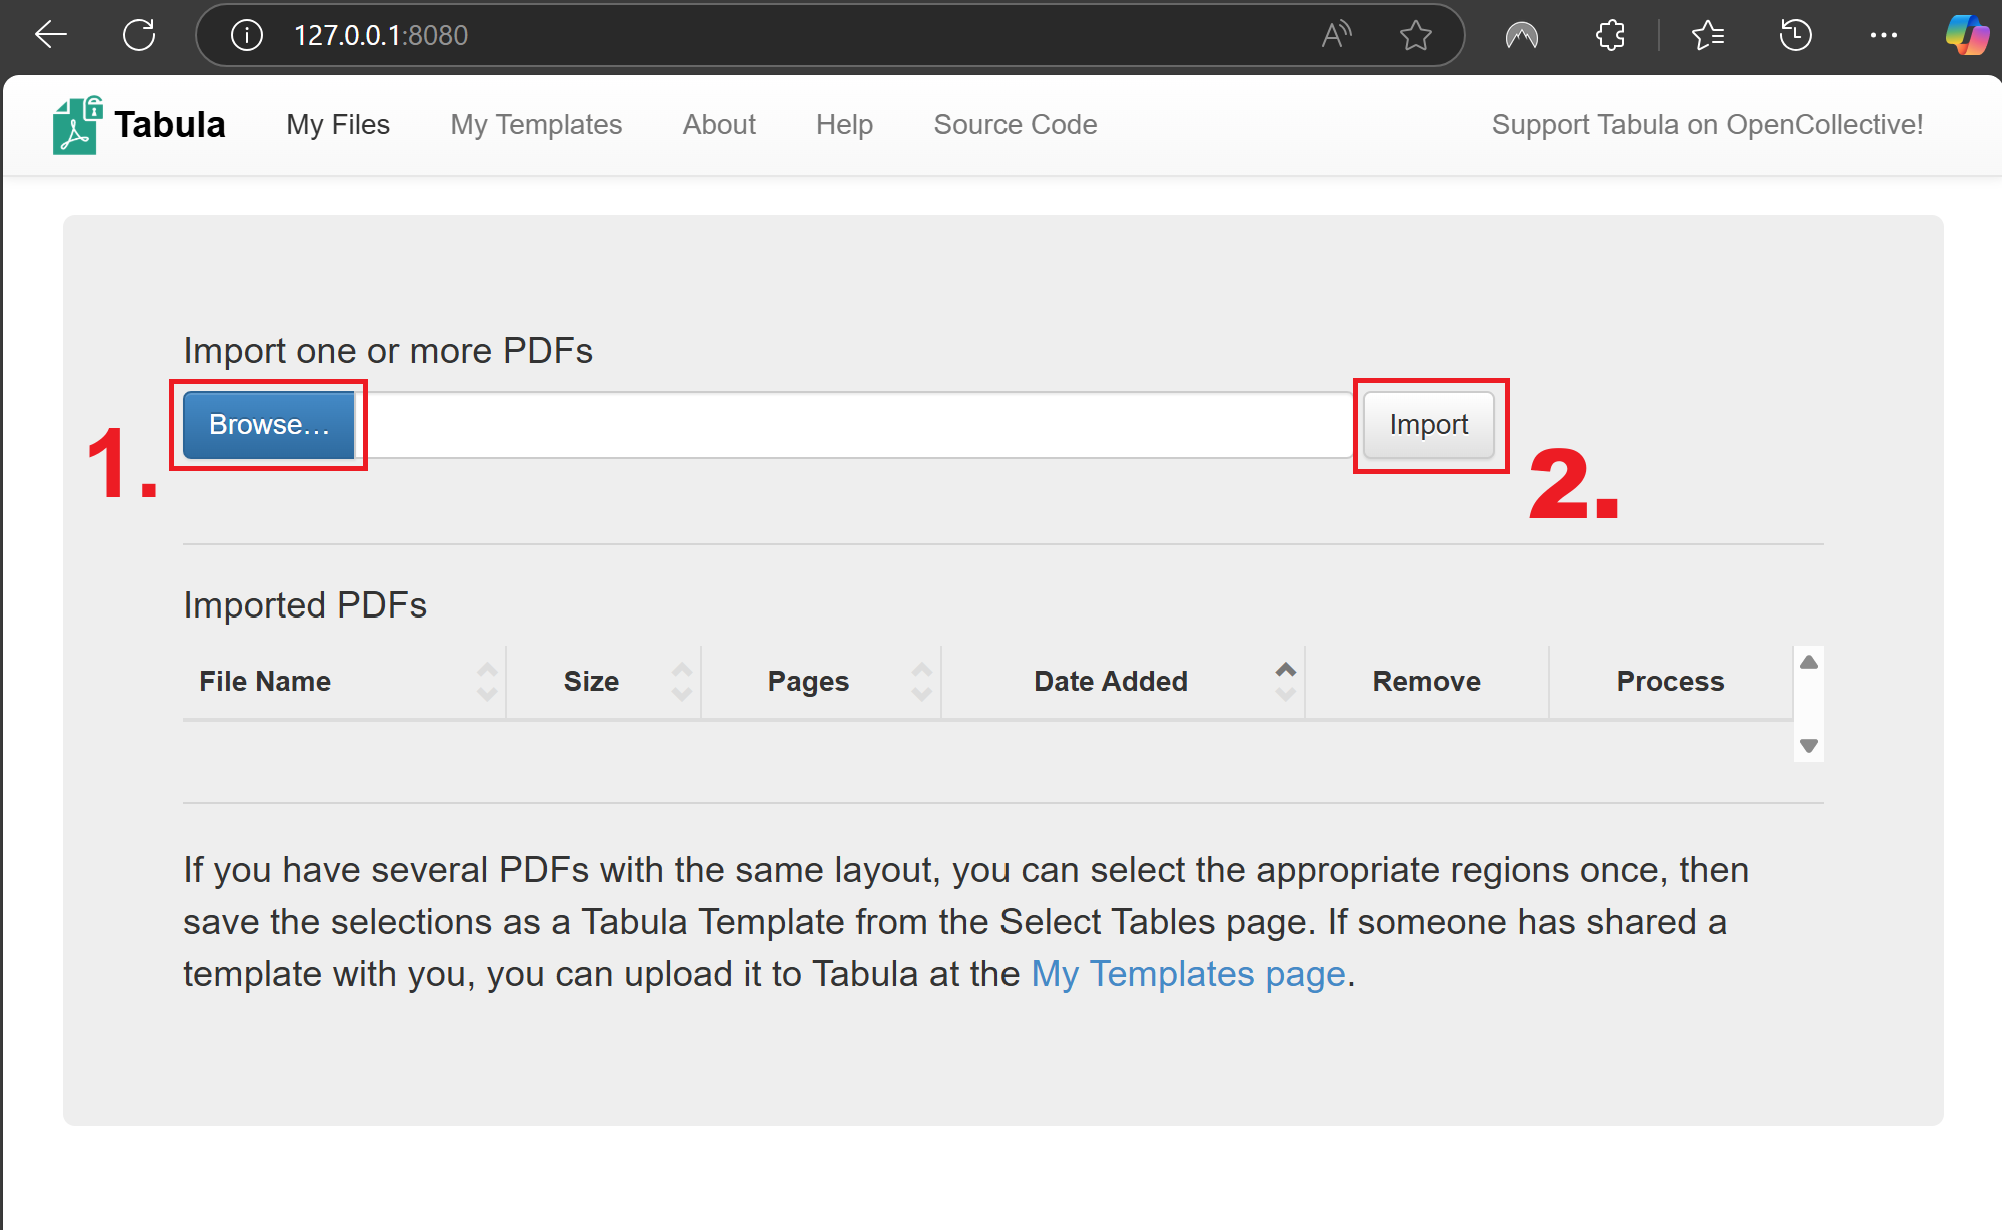 127.0.0.1:8080
Tabula My Files My Templates About Help Source Code Support Tabula on OpenCollective!
Import one or more PDFs
1. Browse... Import 2.
Imported PDFs
File Name Size Pages Date Added Remove Process
If you have several PDFs with the same layout, you can select the appropriate regions once, then
save the selections as a Tabula Template from the Select Tables page. If someone has shared a
template with you, you can upload it to Tabula at the My Templates page.